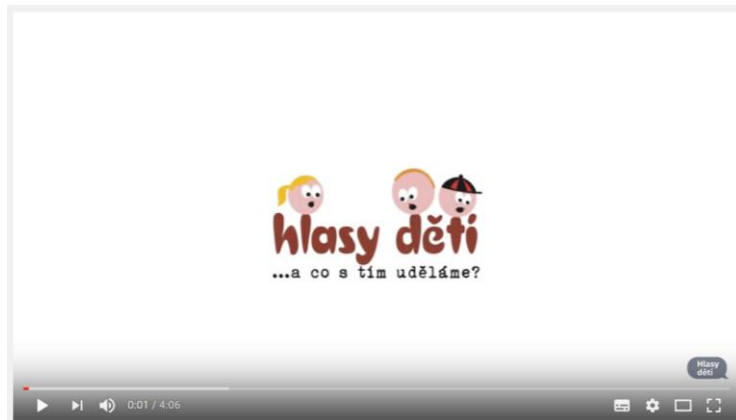 hlasy dětí
...a co s tím uděláme?
Hlasy
dětí
0:01 / 4:06